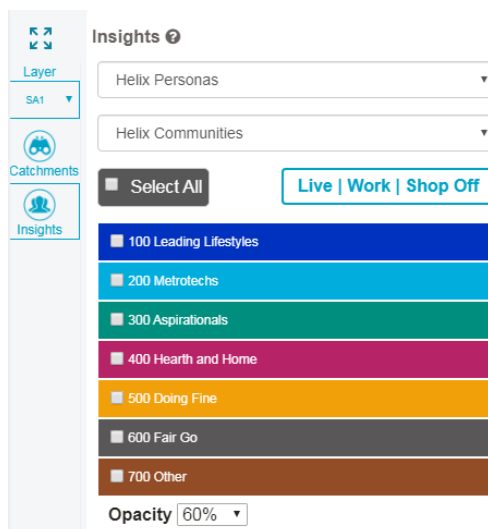 Insights ?
Layer
SA1
Catchments
Insights
Helix Personas
Helix Communities
Select All
Live | Work | Shop Off
100 Leading Lifestyles
200 Metrotechs
300 Aspirationals
400 Hearth and Home
500 Doing Fine
600 Fair Go
700 Other
Opacity 60%